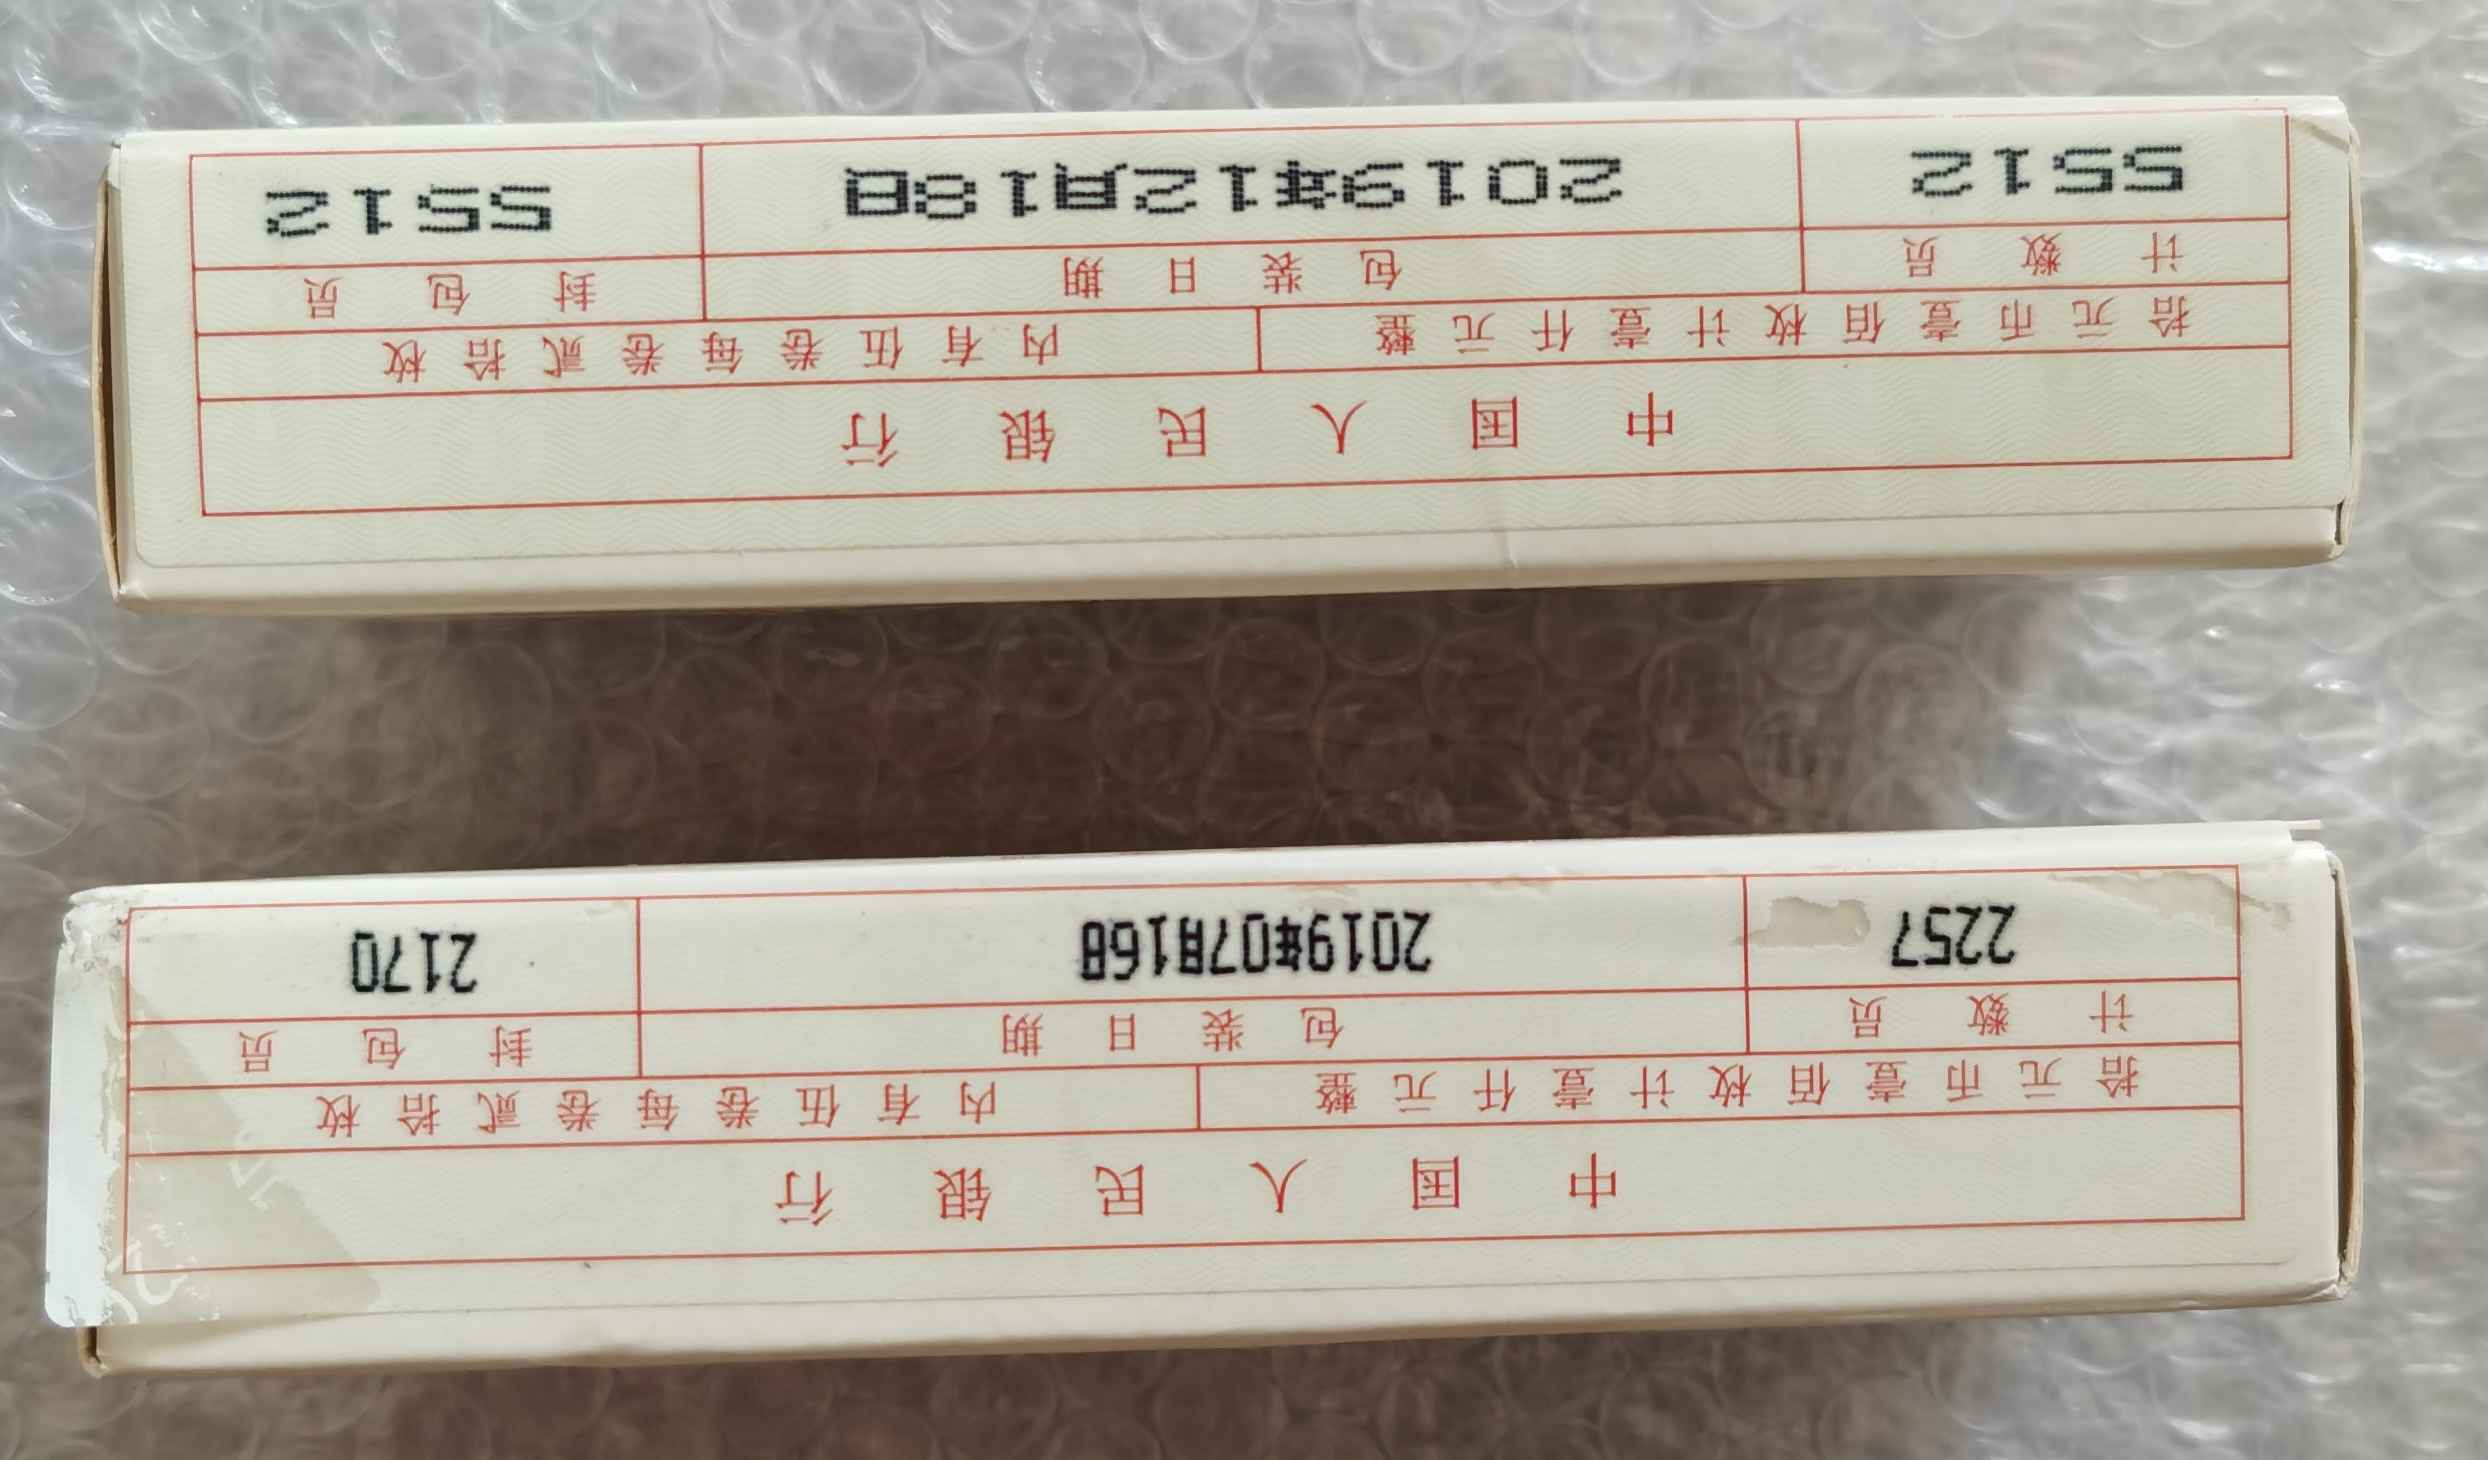 中国人民银行
拾元币壹佰枚计壹仟元整 内有伍卷每卷贰拾枚
计数员 包装日期 封包员
2257 2019年07月16日 2170
中国人民银行
拾元币壹佰枚计壹仟元整 内有伍卷每卷贰拾枚
计数员 包装日期 封包员
5512 2019年12月18日 5512